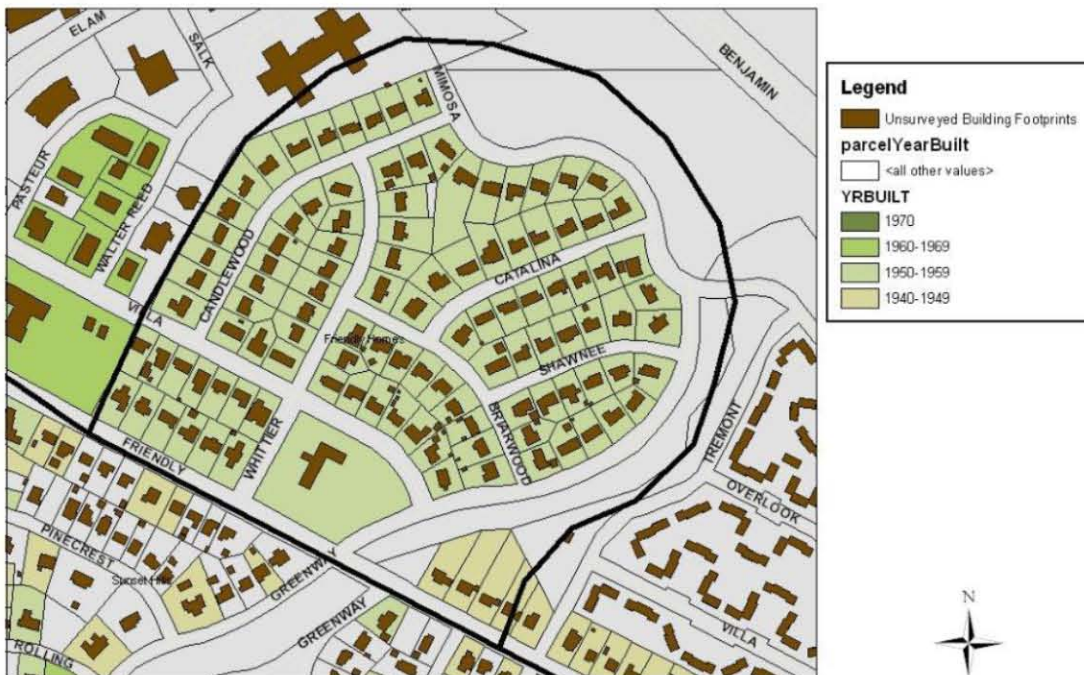 ELAM
SALK
MIMOSA
BENJAMIN
PASTEUR
WALTER REED
CANDLEWOOD
CATALINA
VILLA
Friendly Homes
SHAWNEE
BRIARWOOD
WHITTIER
FRIENDLY
TREMONT
OVERLOOK
PINECREST
Sunset Hills
GREENWAY
GREENWAY
VILLA
ROLLING
Legend
Unsurveyed Building Footprints
parcelYearBuilt
<all other values>
YRBUILT
1970
1960-1969
1950-1959
1940-1949
N